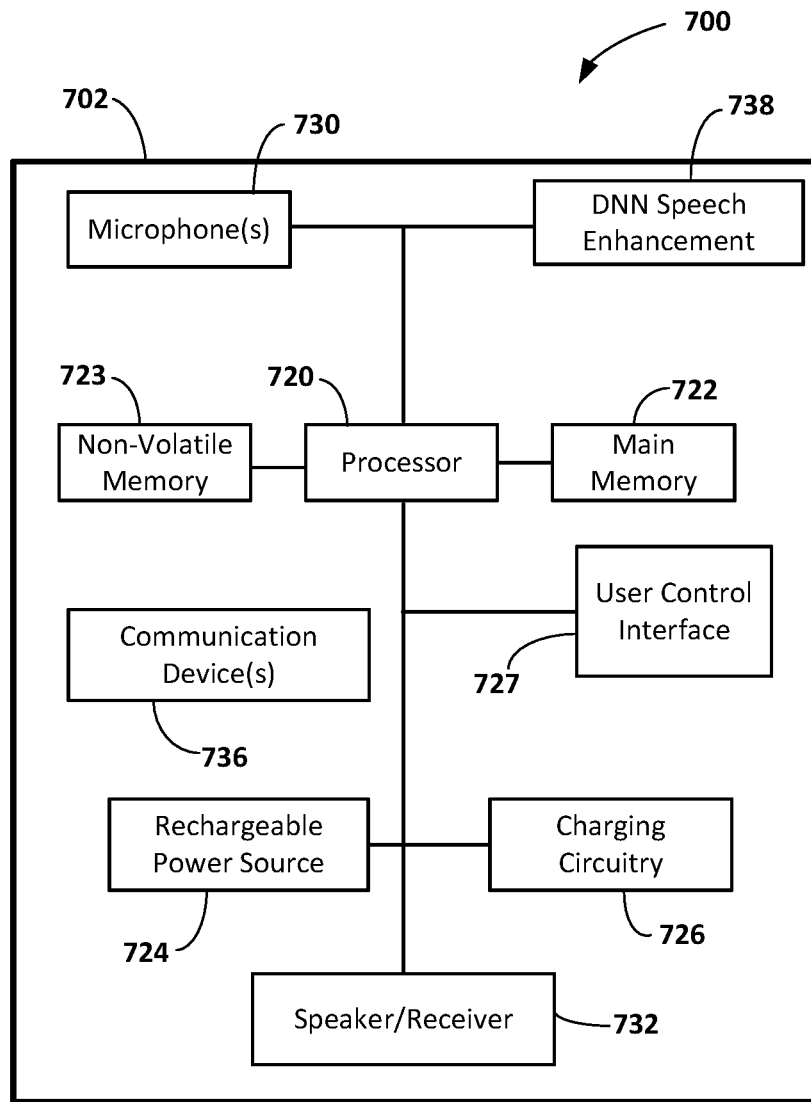 700
702
730
738
Microphone(s)
DNN Speech
Enhancement
723
720
722
Non-Volatile
Memory
Processor
Main
Memory
User Control
Interface
727
Communication
Device(s)
736
Rechargeable
Power Source
724
Charging
Circuitry
726
Speaker/Receiver
732